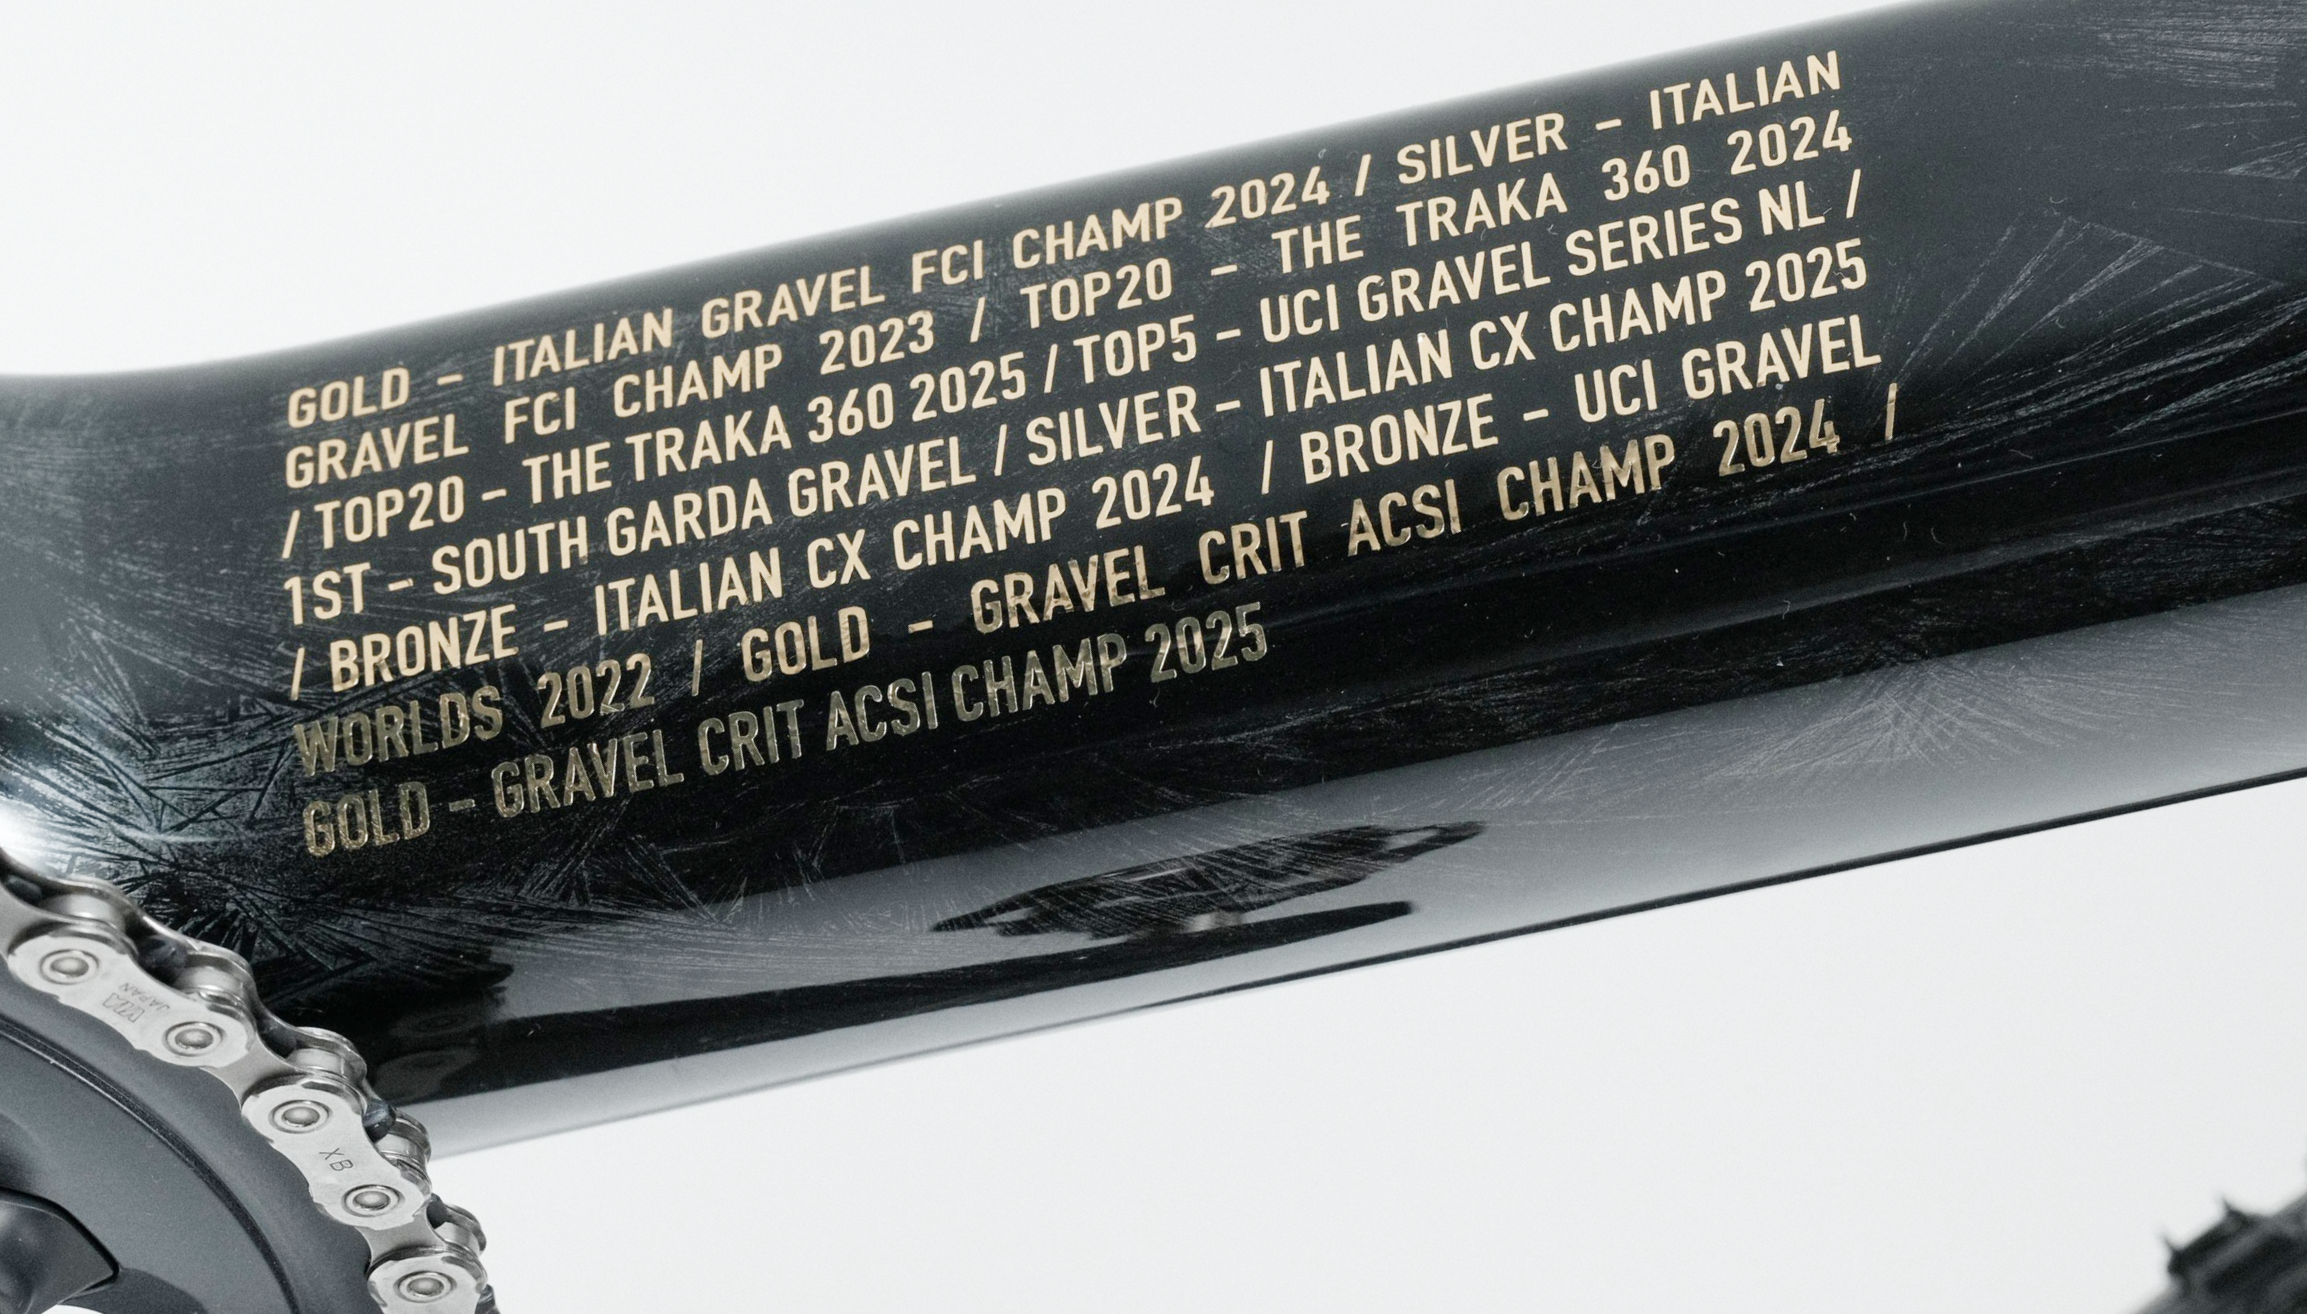 GOLD – ITALIAN GRAVEL FCI CHAMP 2024 / SILVER – ITALIAN
GRAVEL FCI CHAMP 2023 / TOP20 – THE TRAKA 360 2024
/ TOP20 – THE TRAKA 360 2025 / TOP5 – UCI GRAVEL SERIES NL /
1ST – SOUTH GARDA GRAVEL / SILVER – ITALIAN CX CHAMP 2025
/ BRONZE – ITALIAN CX CHAMP 2024 / BRONZE – UCI GRAVEL
WORLDS 2022 / GOLD – GRAVEL CRIT ACSI CHAMP 2024 /
GOLD – GRAVEL CRIT ACSI CHAMP 2025
JAPAN
XB